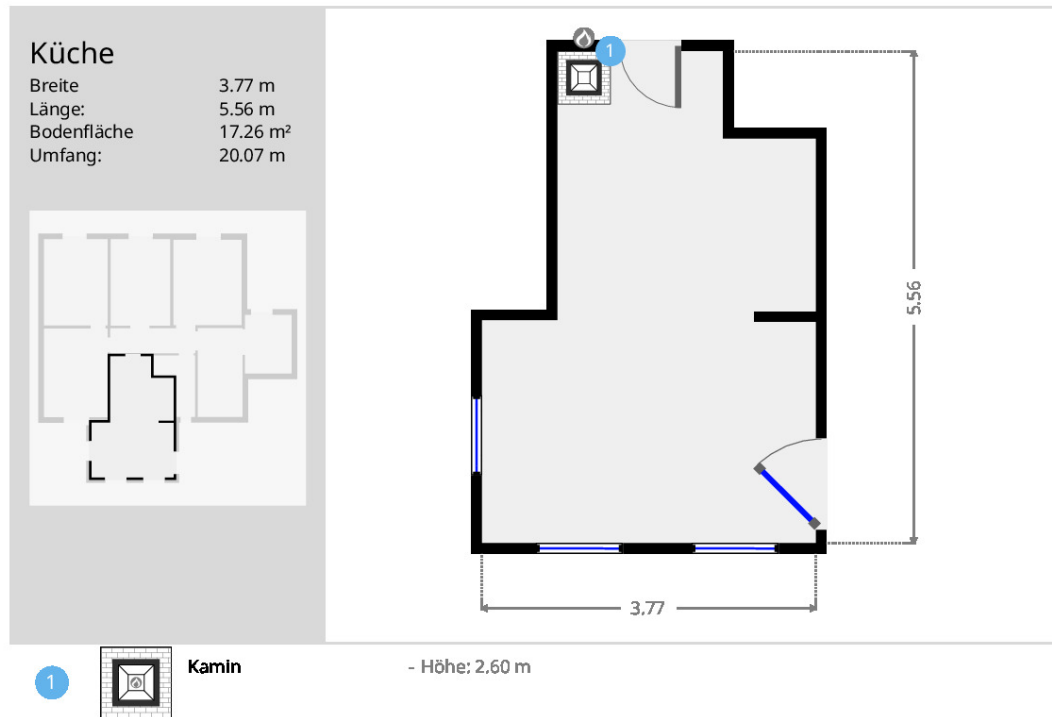 Küche
Breite 3.77 m
Länge: 5.56 m
Bodenfläche 17.26 m²
Umfang: 20.07 m
1
5.56
3.77
1 Kamin - Höhe: 2.60 m